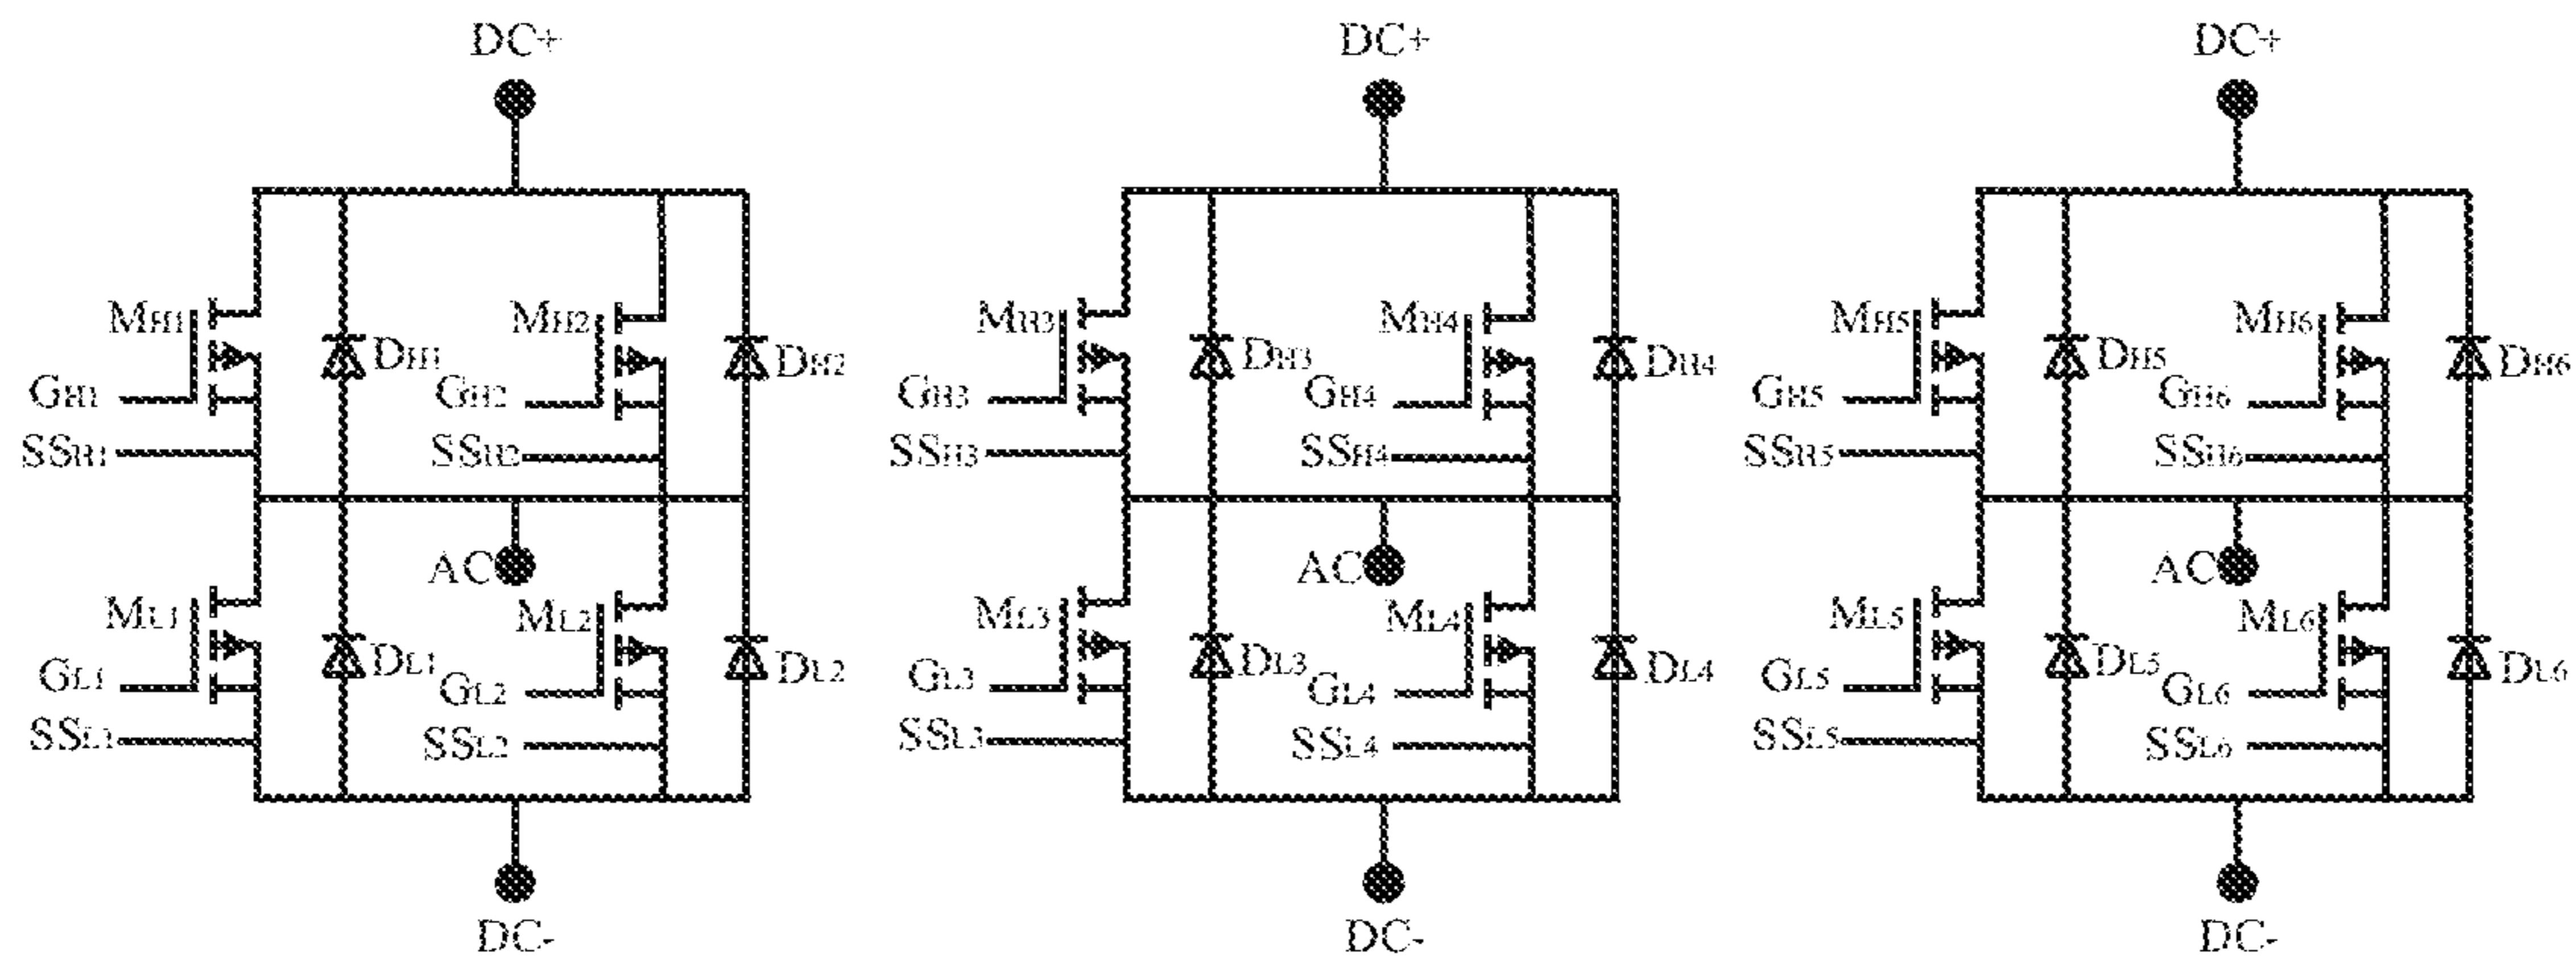 DC+ DC+ DC+
MH1 MH2 MH3 MH4 MH5 MH6
DH1 DH2 DH3 DH4 DH5 DH6
GH1 GH2 GH3 GH4 GH5 GH6
SSH1 SSH2 SSH3 SSH4 SSH5 SSH6
AC AC AC
ML1 ML2 ML3 ML4 ML5 ML6
DL1 DL2 DL3 DL4 DL5 DL6
GL1 GL2 GL3 GL4 GL5 GL6
SSL1 SSL2 SSL3 SSL4 SSL5 SSL6
DC- DC- DC-